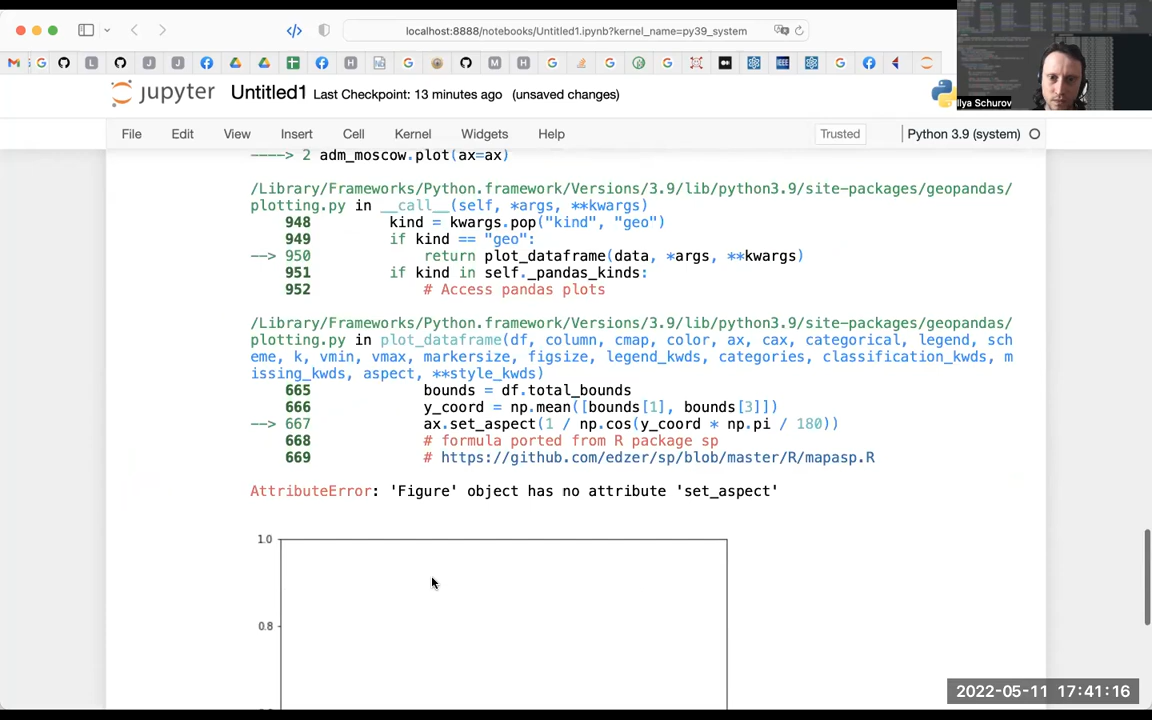 localhost:8888/notebooks/Untitled1.ipynb?kernel_name=py39_system
jupyter Untitled1 Last Checkpoint: 13 minutes ago (unsaved changes)
Ilya Schurov
File Edit View Insert Cell Kernel Widgets Help Trusted Python 3.9 (system)
----> 2 adm_moscow.plot(ax=ax)
/Library/Frameworks/Python.framework/Versions/3.9/lib/python3.9/site-packages/geopandas/
plotting.py in __call__(self, *args, **kwargs)
948 kind = kwargs.pop("kind", "geo")
949 if kind == "geo":
--> 950 return plot_dataframe(data, *args, **kwargs)
951 if kind in self._pandas_kinds:
952 # Access pandas plots
/Library/Frameworks/Python.framework/Versions/3.9/lib/python3.9/site-packages/geopandas/
plotting.py in plot_dataframe(df, column, cmap, color, ax, cax, categorical, legend, sch
eme, k, vmin, vmax, markersize, figsize, legend_kwds, categories, classification_kwds, m
issing_kwds, aspect, **style_kwds)
665 bounds = df.total_bounds
666 y_coord = np.mean([bounds[1], bounds[3]])
--> 667 ax.set_aspect(1 / np.cos(y_coord * np.pi / 180))
668 # formula ported from R package sp
669 # https://github.com/edzer/sp/blob/master/R/mapasp.R
AttributeError: 'Figure' object has no attribute 'set_aspect'
1.0
0.8
2022-05-11 17:41:16